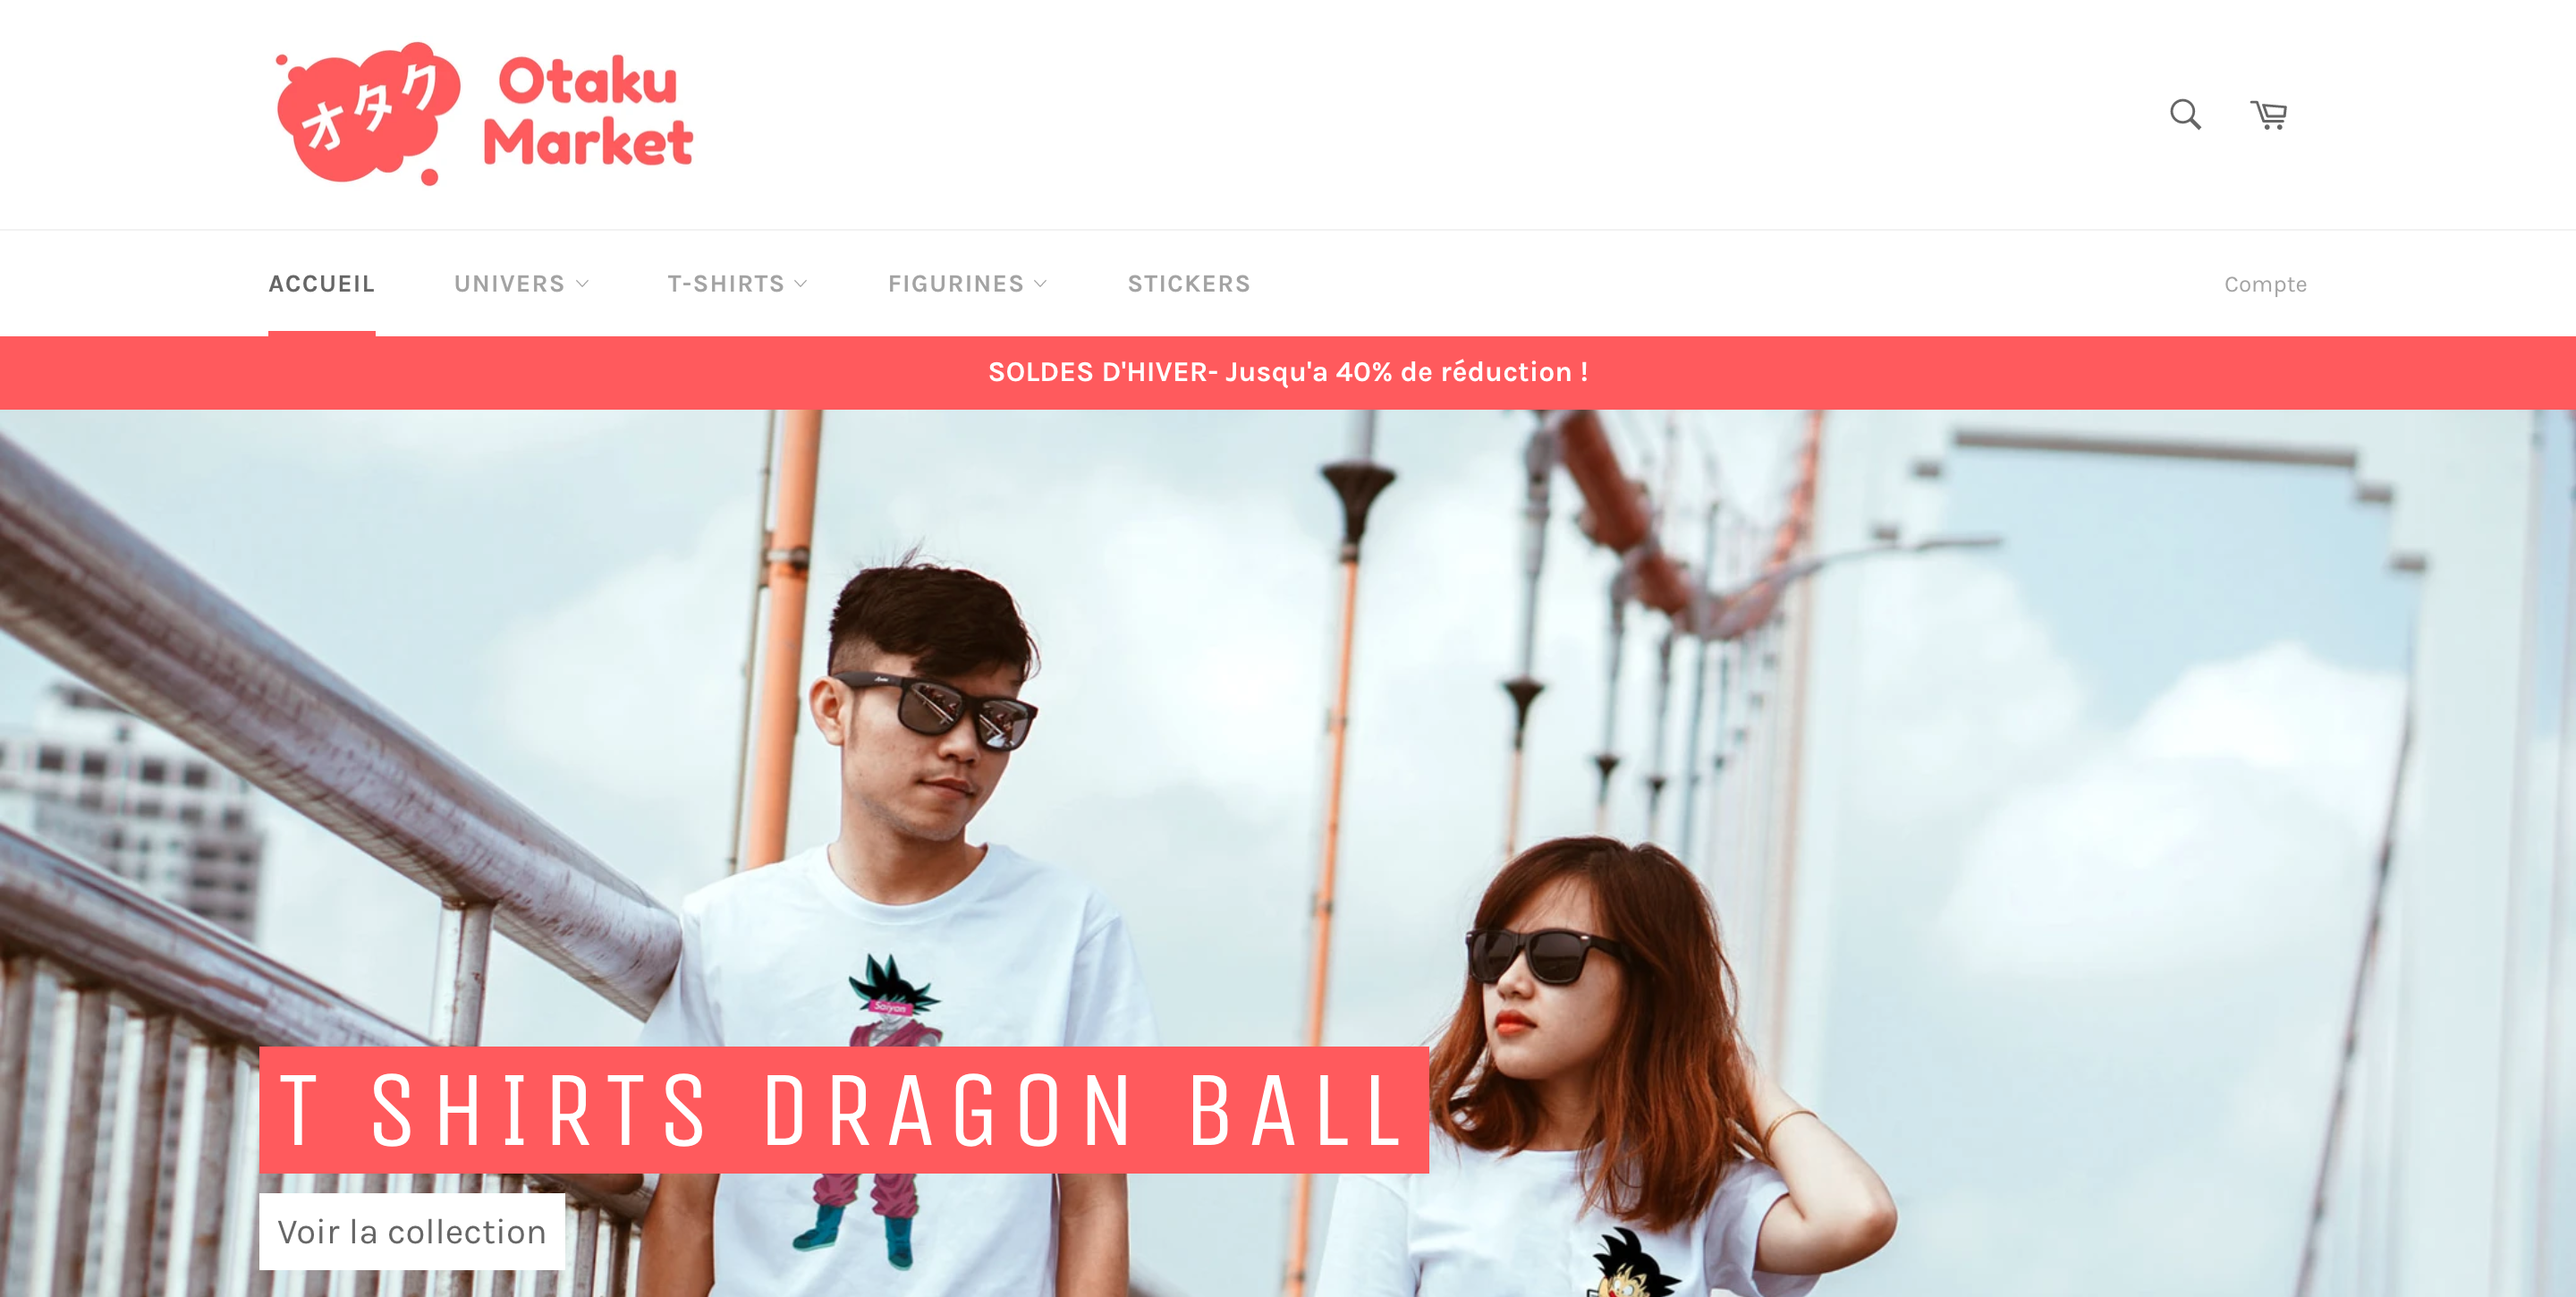 オタク
Otaku
Market
ACCUEIL UNIVERS T-SHIRTS FIGURINES STICKERS Compte
SOLDES D'HIVER- Jusqu'a 40% de réduction !
Saiyan
T SHIRTS DRAGON BALL
Voir la collection